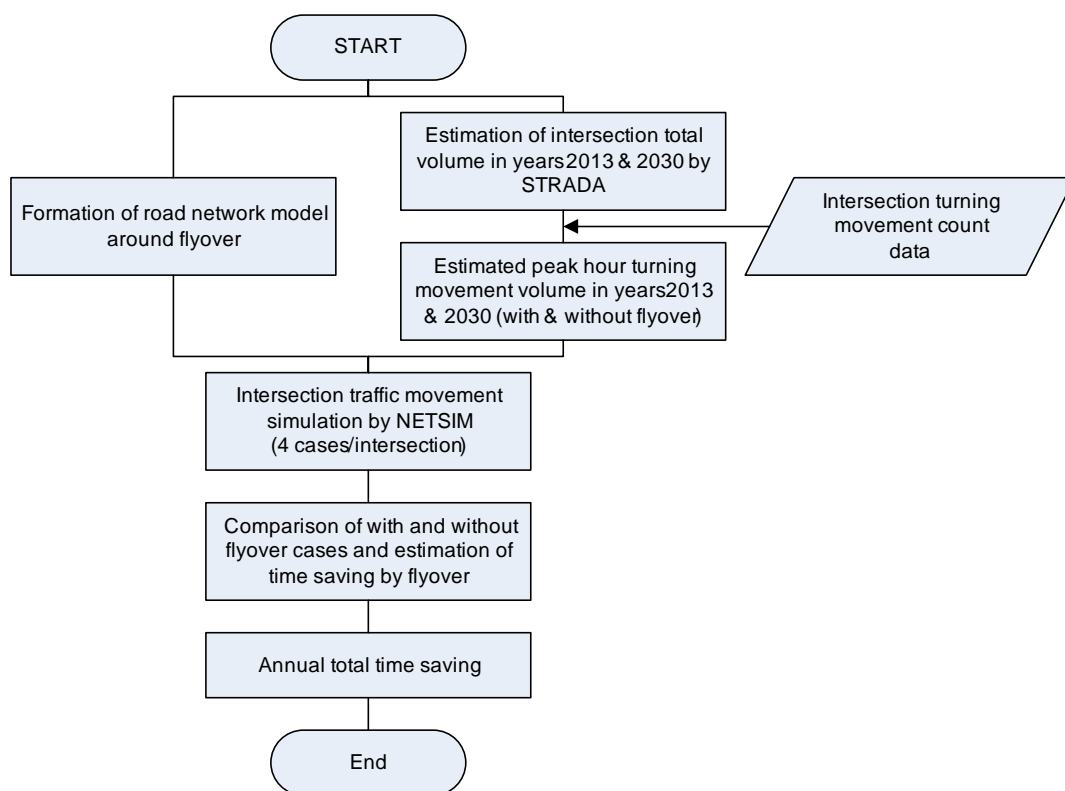 START
Estimation of intersection total
volume in years2013 & 2030 by
STRADA
Formation of road network model
around flyover
Intersection turning
movement count
data
Estimated peak hour turning
movement volume in years2013
& 2030 (with & without flyover)
Intersection traffic movement
simulation by NETSIM
(4 cases/intersection)
Comparison of with and without
flyover cases and estimation of
time saving by flyover
Annual total time saving
End